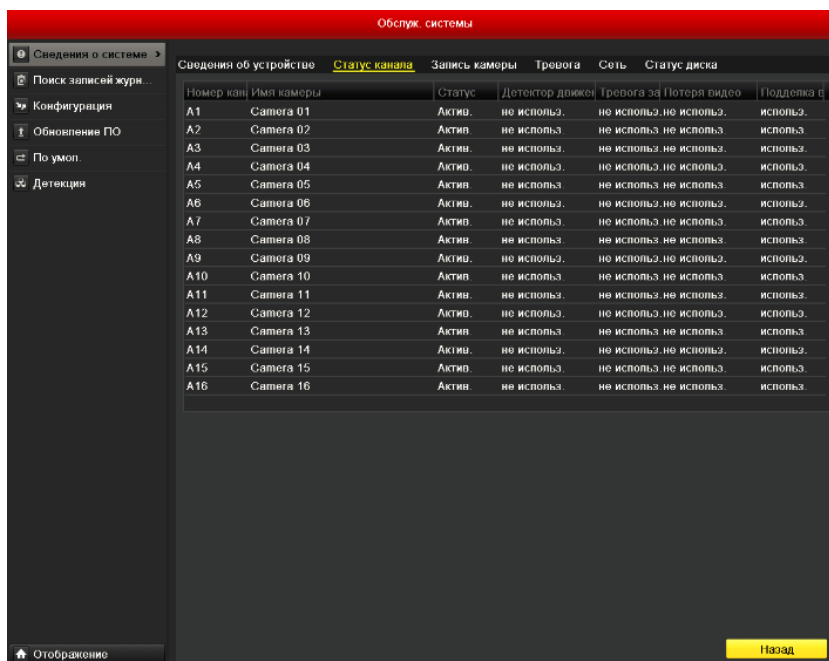 Обслуж. системы
Сведения о системе
Поиск записей журн...
Конфигурация
Обновление ПО
По умол.
Детекция
Отображение
Сведения об устройстве Статус канала Запись камеры Тревога Сеть Статус диска
Номер кан Имя камеры Статус Детектор движе Тревога за Потеря видео Подделка в
A1 Camera 01 Актив. не использ. не использ. не использ. использ.
A2 Camera 02 Актив. не использ. не использ. не использ. использ.
A3 Camera 03 Актив. не использ. не использ. не использ. использ.
A4 Camera 04 Актив. не использ. не использ. не использ. использ.
A5 Camera 05 Актив. не использ. не использ. не использ. использ.
A6 Camera 06 Актив. не использ. не использ. не использ. использ.
A7 Camera 07 Актив. не использ. не использ. не использ. использ.
A8 Camera 08 Актив. не использ. не использ. не использ. использ.
A9 Camera 09 Актив. не использ. не использ. не использ. использ.
A10 Camera 10 Актив. не использ. не использ. не использ. использ.
A11 Camera 11 Актив. не использ. не использ. не использ. использ.
A12 Camera 12 Актив. не использ. не использ. не использ. использ.
A13 Camera 13 Актив. не использ. не использ. не использ. использ.
A14 Camera 14 Актив. не использ. не использ. не использ. использ.
A15 Camera 15 Актив. не использ. не использ. не использ. использ.
A16 Camera 16 Актив. не использ. не использ. не использ. использ.
Назад